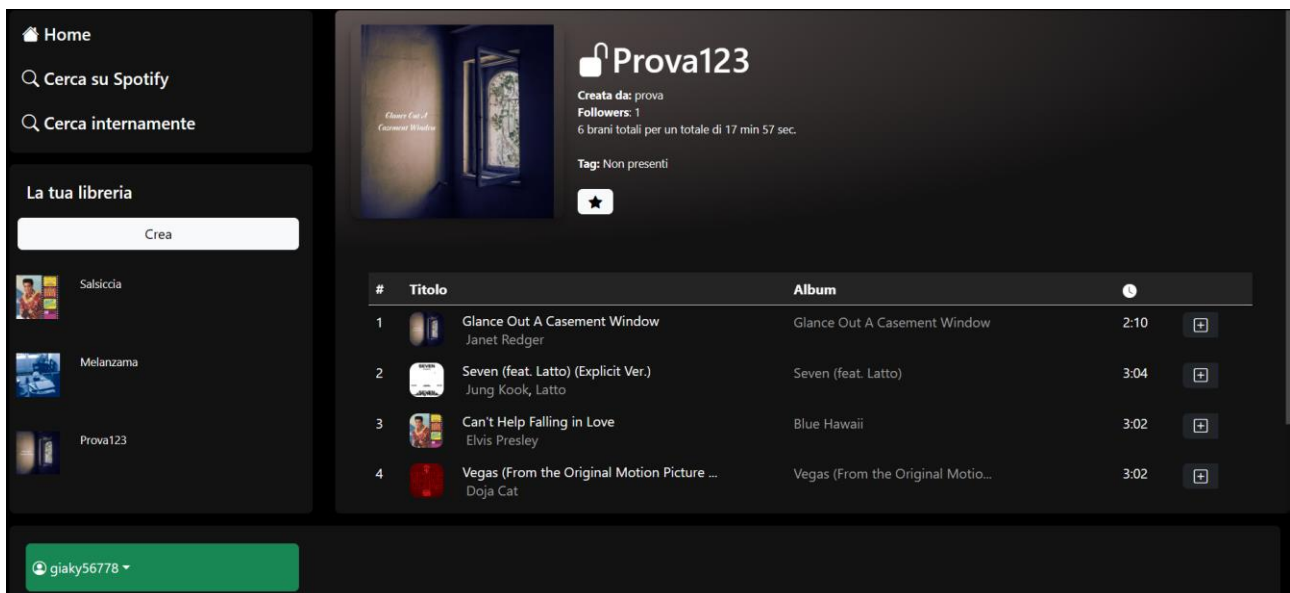 Home
Cerca su Spotify
Cerca internamente
La tua libreria
Crea
Salsiccia
Melanzama
Prova123
Glance Out A
Casement Window
Prova123
Creata da: prova
Followers: 1
6 brani totali per un totale di 17 min 57 sec.
Tag: Non presenti
# Titolo Album
1 Glance Out A Casement Window Glance Out A Casement Window 2:10
Janet Redger
2 Seven (feat. Latto) (Explicit Ver.) Seven (feat. Latto) 3:04
Jung Kook, Latto
3 Can't Help Falling in Love Blue Hawaii 3:02
Elvis Presley
4 Vegas (From the Original Motion Picture ... Vegas (From the Original Motio... 3:02
Doja Cat
giaky56778